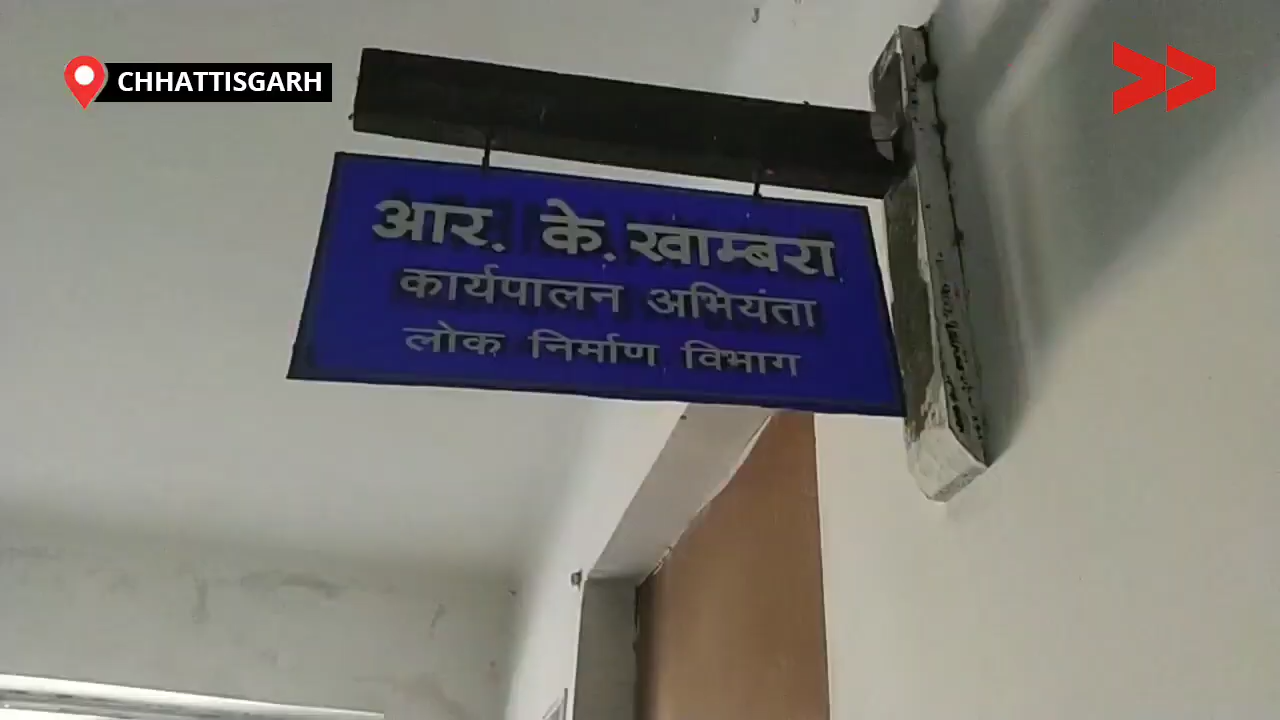 CHHATTISGARH
आर. के. खाम्बरा
कार्यपालन अभियंता
लोक निर्माण विभाग